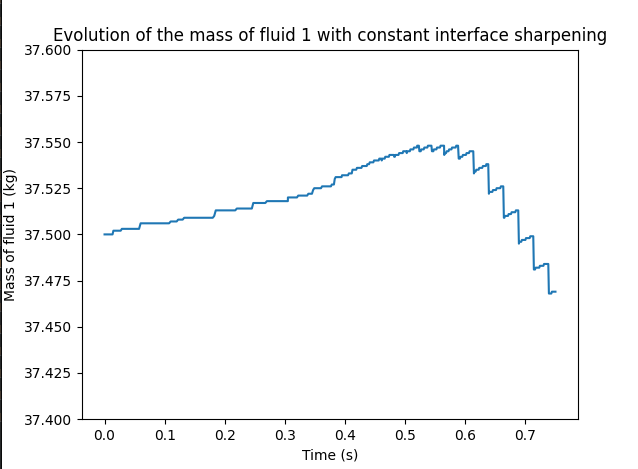 Evolution of the mass of fluid 1 with constant interface sharpening
37.600
37.575
37.550
37.525
37.500
37.475
37.450
37.425
37.400
Mass of fluid 1 (kg)
0.0 0.1 0.2 0.3 0.4 0.5 0.6 0.7
Time (s)